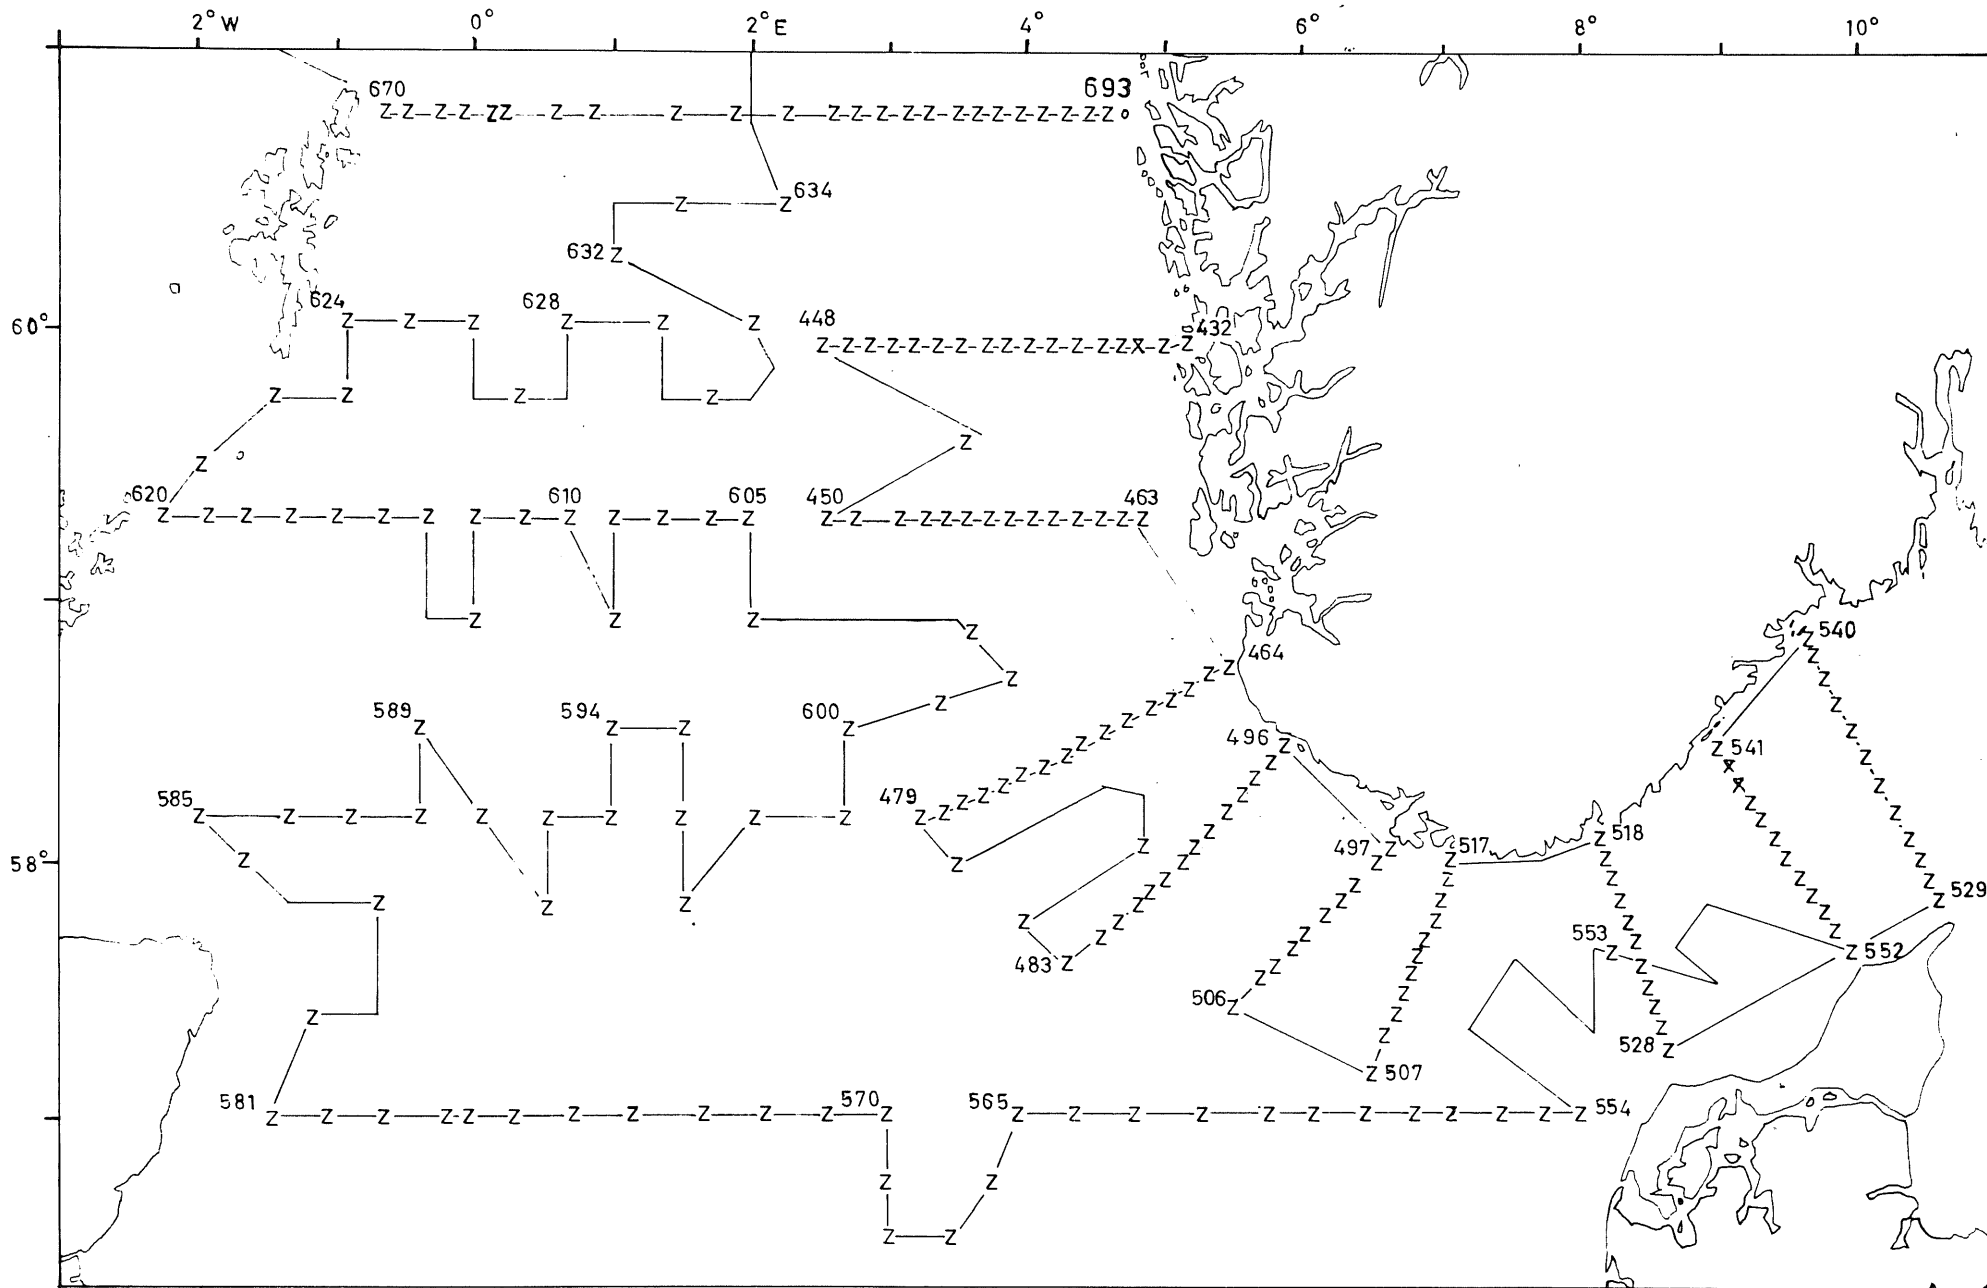 2° W 0° 2° E 4° 6° 8° 10°
670 693
Z-Z-Z-Z-ZZ-Z-Z-Z-Z-Z-Z-Z-Z-Z-Z-Z-Z-Z-Z-Z-Z-Z
Z Z 634
632 Z
624 628 448 432
60°
Z Z Z Z Z Z
Z-Z-Z-Z-Z-Z-Z-Z-Z-Z-Z-Z-Z-Z-X-Z-Z
Z Z Z Z
Z Z
620 610 605 450 463
Z-Z-Z-Z-Z-Z-Z Z-Z-Z Z-Z-Z-Z Z-Z-Z-Z-Z-Z-Z-Z-Z-Z-Z-Z-Z
Z Z Z Z
540
464
Z Z
589 594 600 496 541
585 479
58°
497 517 518
529
553 552
483
506
528
507
581 570 565 554
Z Z Z Z Z Z Z Z Z Z Z Z Z Z Z Z Z Z Z Z Z Z Z Z
Z Z
Z Z